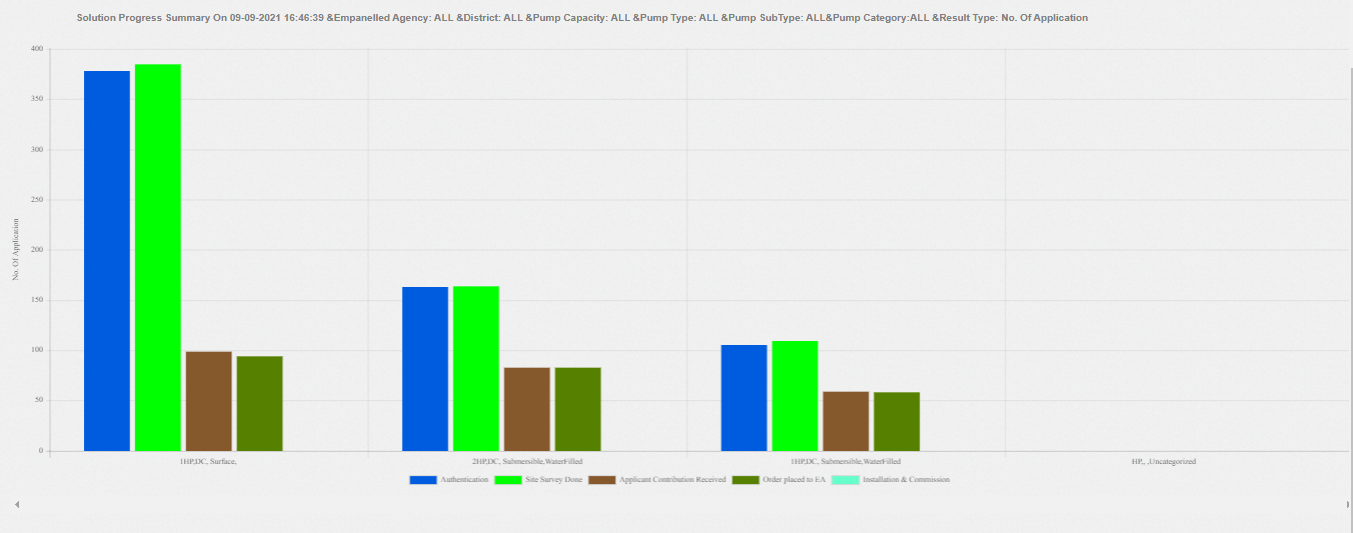 Solution Progress Summary On 09-09-2021 16:46:39 &Empanelled Agency: ALL &District: ALL &Pump Capacity: ALL &Pump Type: ALL &Pump SubType: ALL&Pump Category:ALL &Result Type: No. Of Application
400
350
300
250
200
150
100
50
0
No. Of Application
1HP,DC, Surface,
2HP,DC, Submersible,WaterFilled
1HP,DC, Submersible,WaterFilled
HP,, ,Uncategorized
Authentication
Site Survey Done
Applicant Contribution Received
Order placed to EA
Installation & Commission